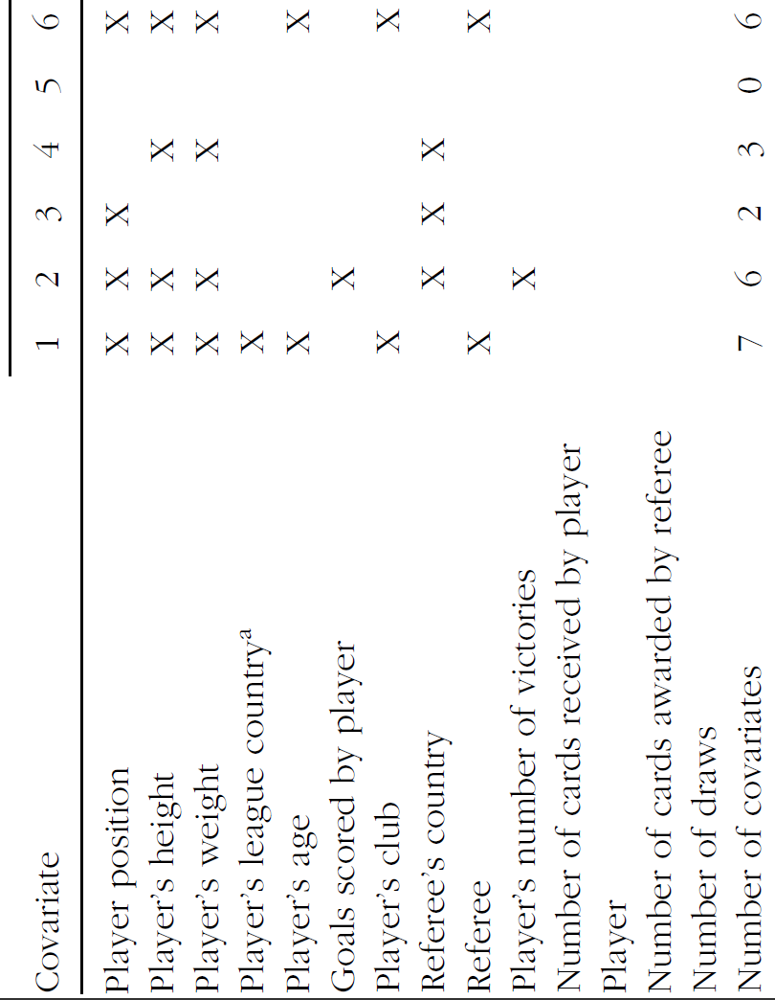 Covariate 1 2 3 4 5 6
Player position X X X X
Player's height X X X X
Player's weight X X X X
Player's league countryᵃ X
Player's age X X
Goals scored by player X
Player's club X X
Referee's country X X X
Referee X X
Player's number of victories X
Number of cards received by player
Player
Number of cards awarded by referee
Number of draws
Number of covariates 7 6 2 3 0 6